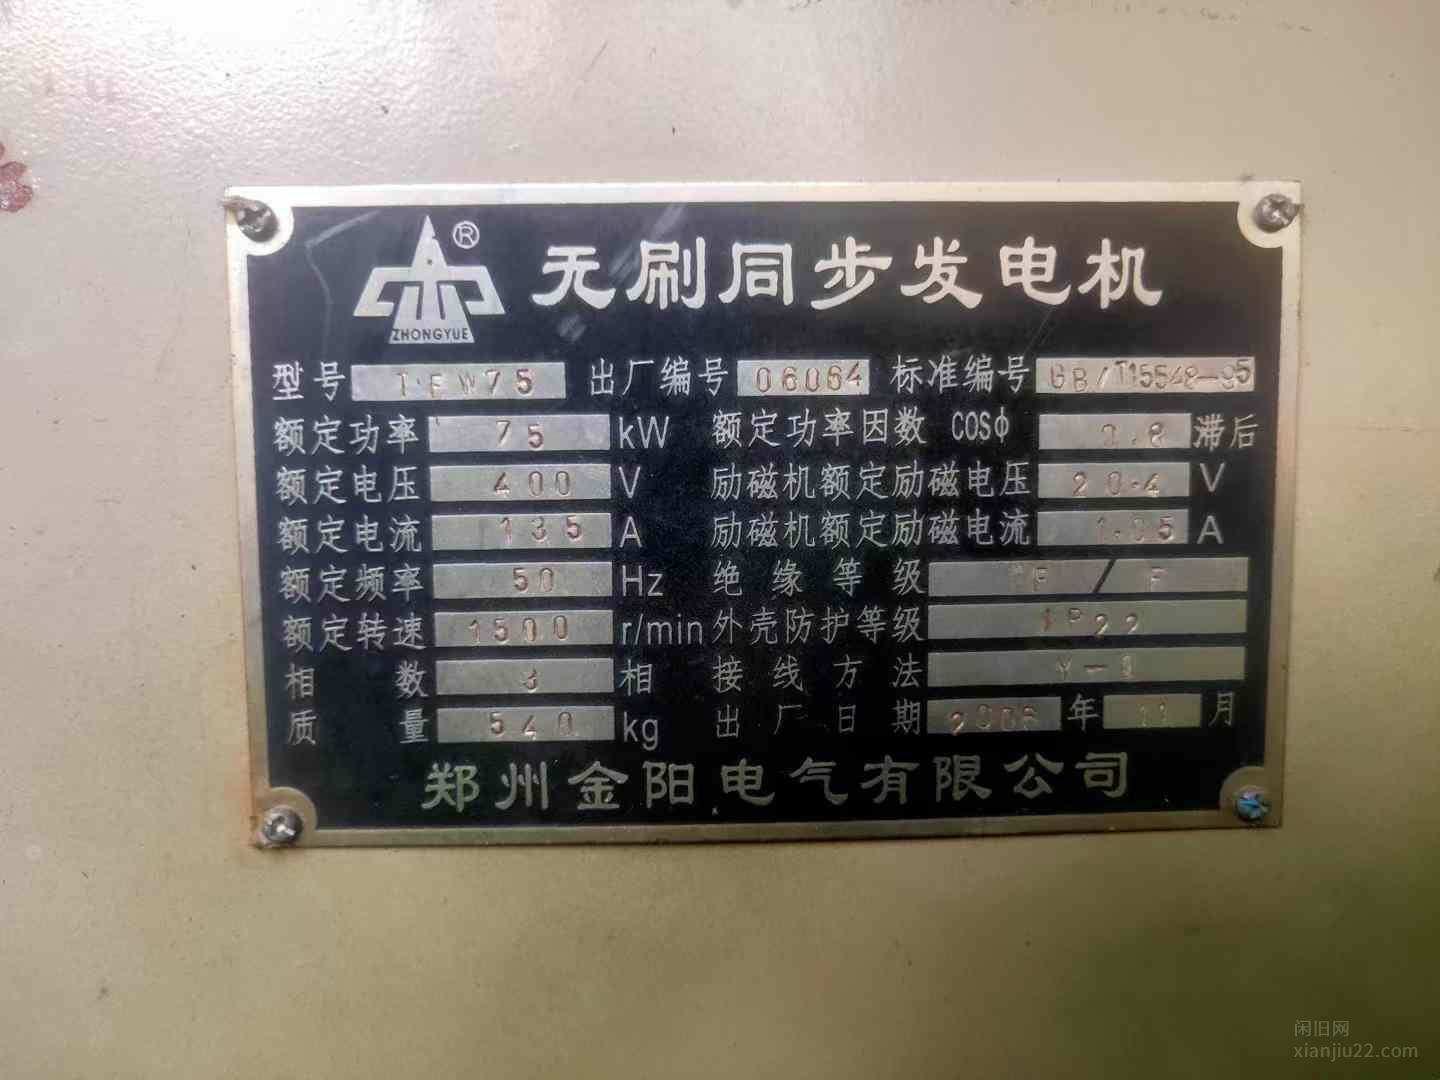 ®
ZHONGYUE
无刷同步发电机
型号 TFW75 出厂编号 06064 标准编号 GB/T15548-95
额定功率 75 kW 额定功率因数 COSΦ 0.8 滞后
额定电压 400 V 励磁机额定励磁电压 20.4 V
额定电流 135 A 励磁机额定励磁电流 1.05 A
额定频率 50 Hz 绝缘等级 F / F
额定转速 1500 r/min 外壳防护等级 IP22
相数 3 相 接线方法
质量 540 kg 出厂日期 2006 年 11 月
郑州金阳电气有限公司
闲旧网
xianjiu22.com